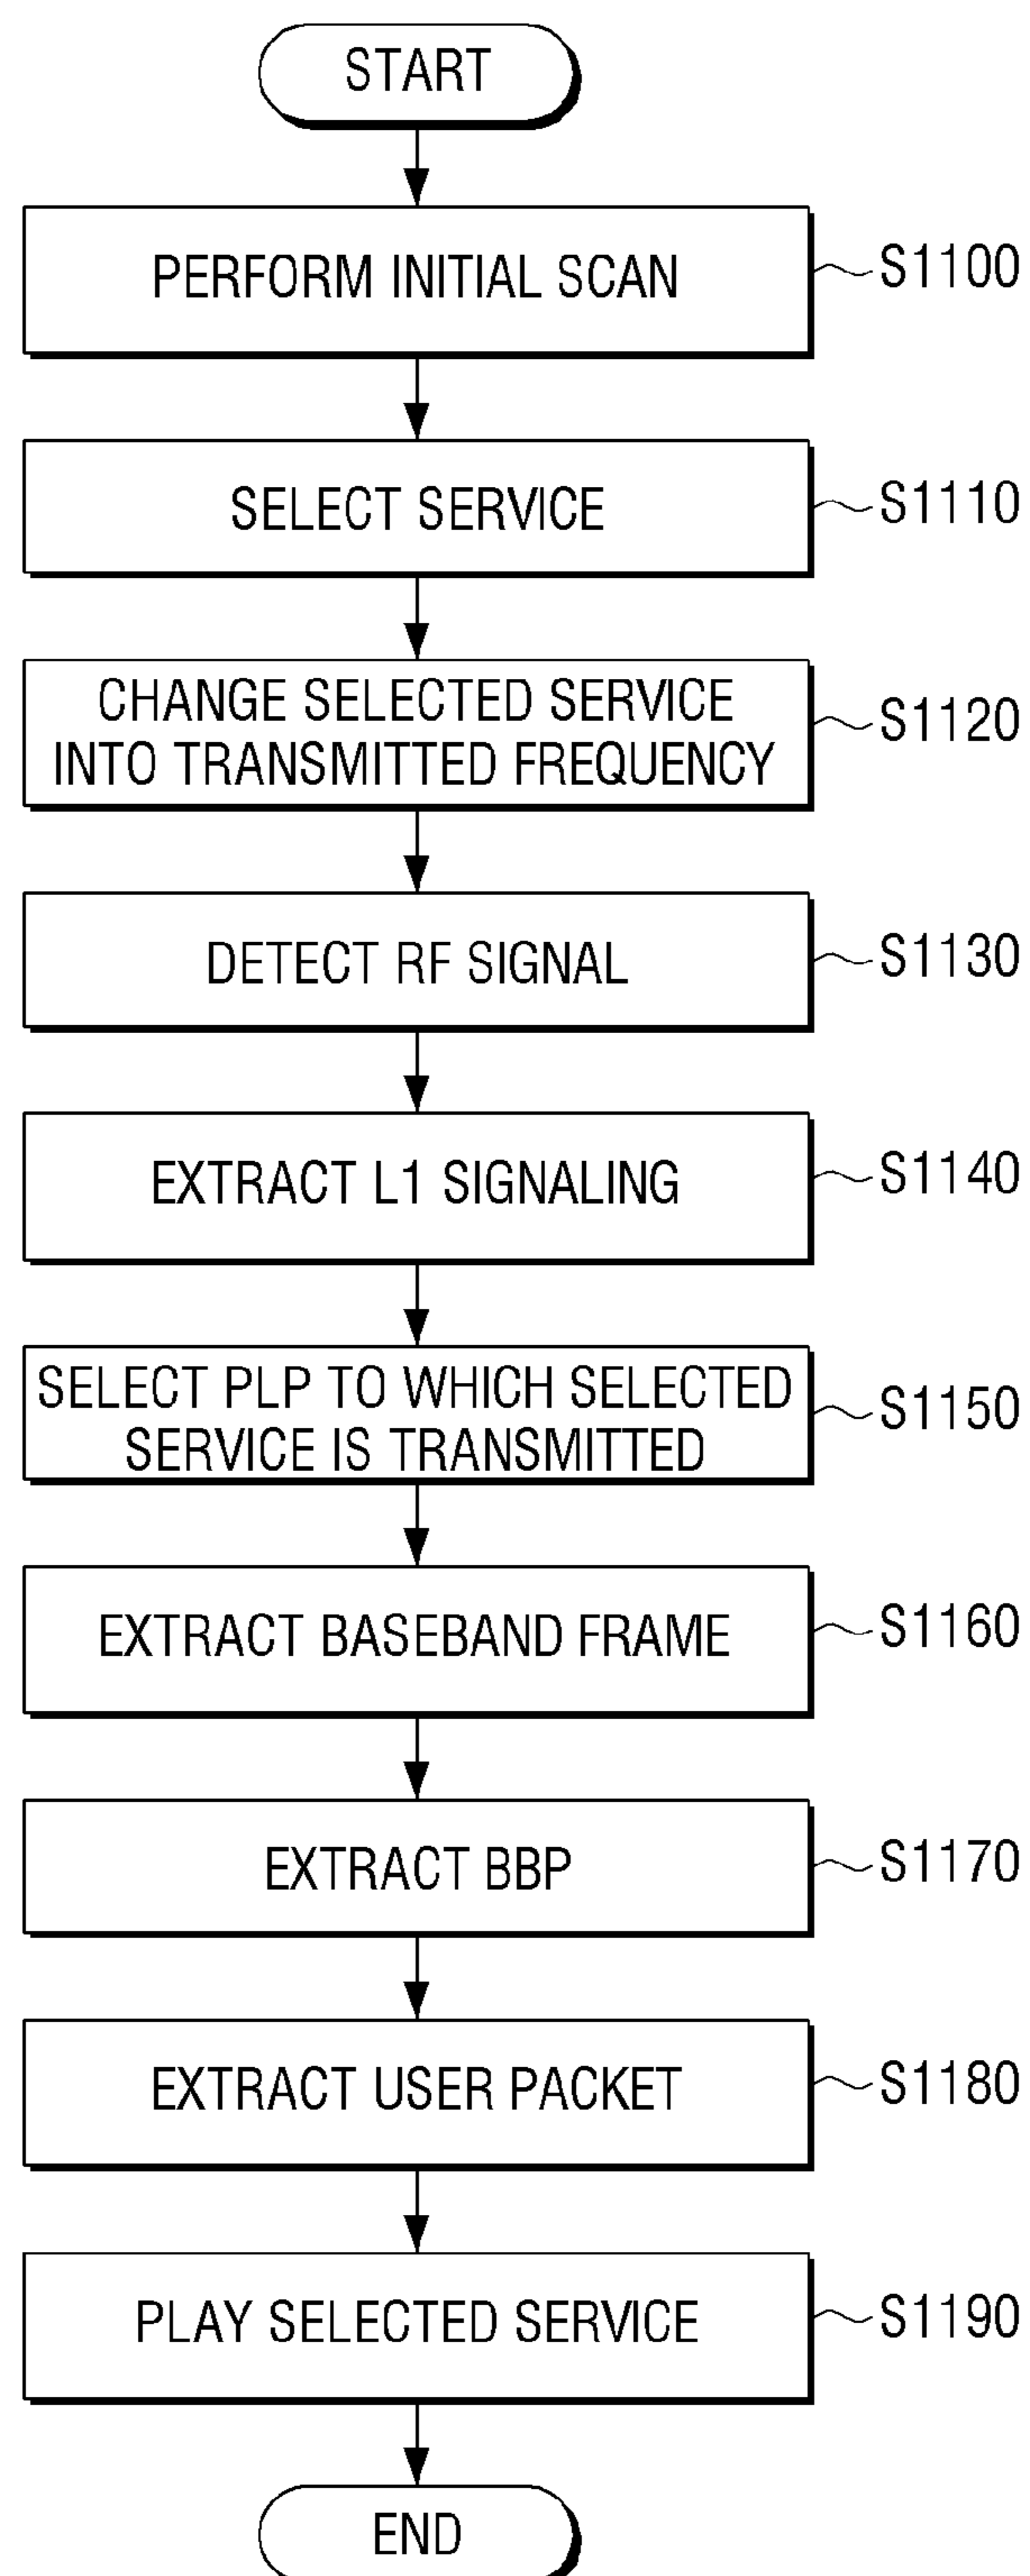 START
PERFORM INITIAL SCAN
S1100
SELECT SERVICE
S1110
CHANGE SELECTED SERVICE
INTO TRANSMITTED FREQUENCY
S1120
DETECT RF SIGNAL
S1130
EXTRACT L1 SIGNALING
S1140
SELECT PLP TO WHICH SELECTED
SERVICE IS TRANSMITTED
S1150
EXTRACT BASEBAND FRAME
S1160
EXTRACT BBP
S1170
EXTRACT USER PACKET
S1180
PLAY SELECTED SERVICE
S1190
END